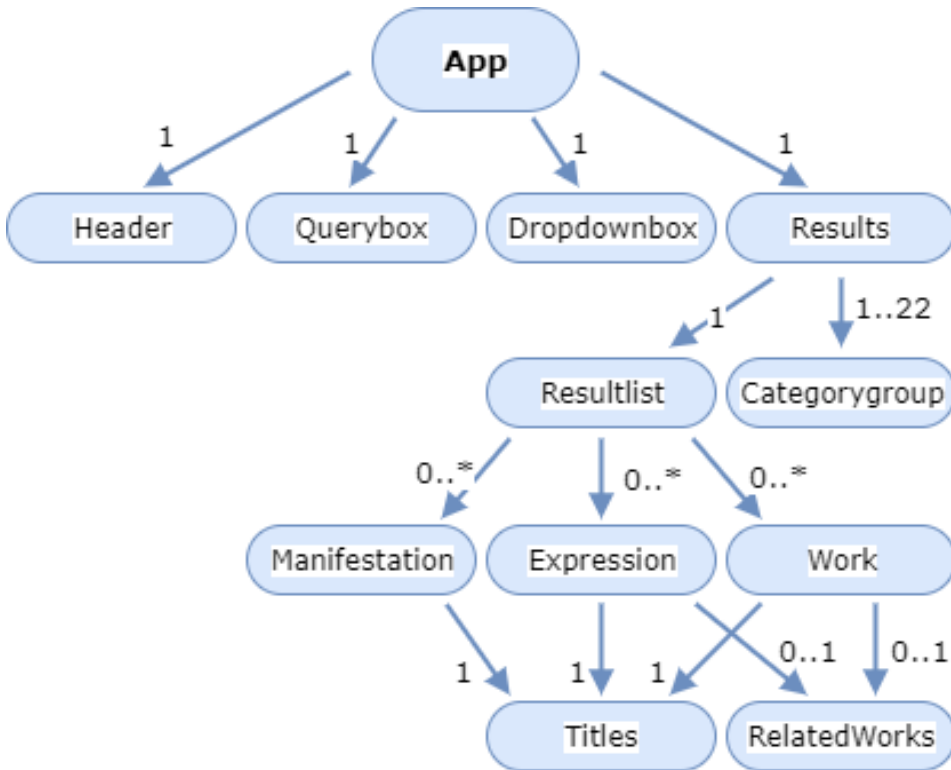 App
1
1
1
1
Header
Querybox
Dropdownbox
Results
1
1..22
Resultlist
Categorygroup
0..*
0..*
0..*
Manifestation
Expression
Work
1
1
1
0..1
0..1
Titles
RelatedWorks